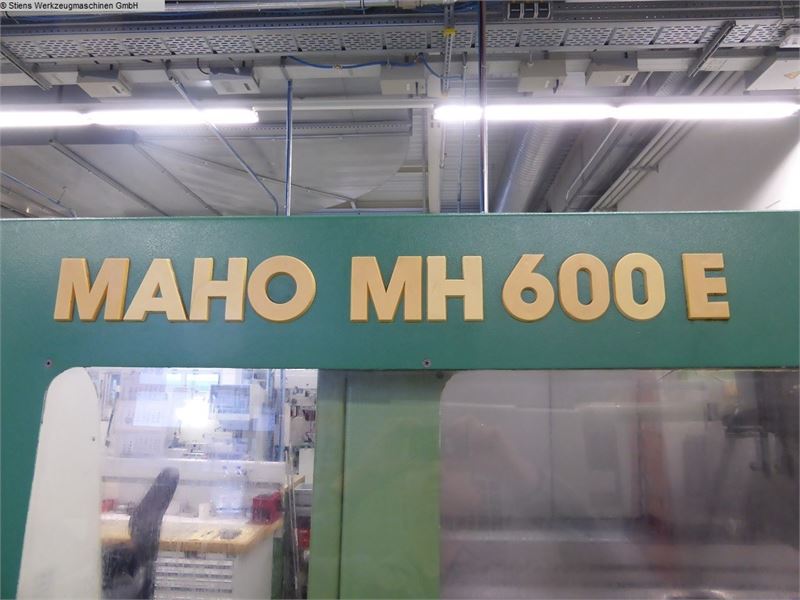 © Stiens Werkzeugmaschinen GmbH
MAHO MH 600 E